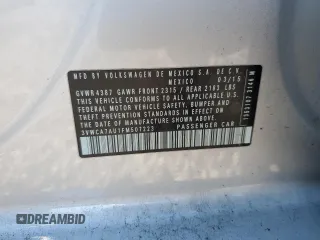 MFD. BY VOLKSWAGEN DE MEXICO S.A. DE C.V.
MEXICO 03/15
GVWR 4387 GAWR FRONT 2315 / REAR 2183 LBS
THIS VEHICLE CONFORMS TO ALL APPLICABLE U.S.
FEDERAL MOTOR VEHICLE SAFETY, BUMPER AND
THEFT PREVENTION STANDARDS IN EFFECT ON THE
DATE OF MANUFACTURE SHOWN ABOVE.
3VWCA7AU1FM507223 PASSENGER CAR
DREAMBID